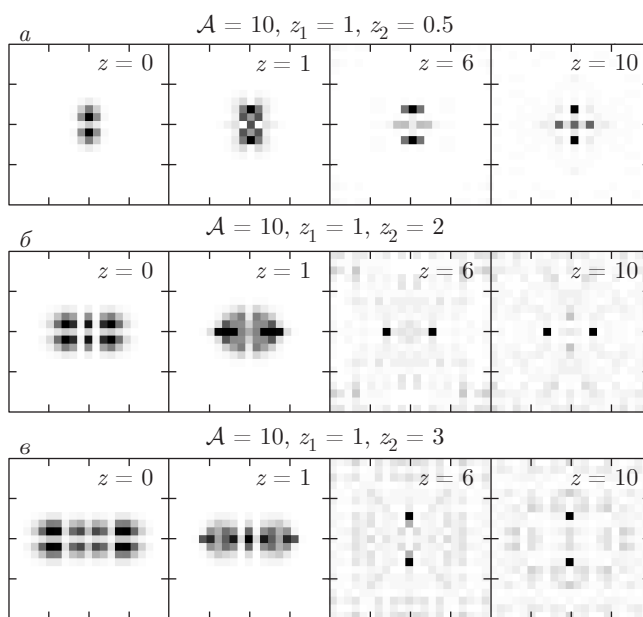 а
𝒜 = 10, z₁ = 1, z₂ = 0.5
z = 0
z = 1
z = 6
z = 10
б
𝒜 = 10, z₁ = 1, z₂ = 2
z = 0
z = 1
z = 6
z = 10
в
𝒜 = 10, z₁ = 1, z₂ = 3
z = 0
z = 1
z = 6
z = 10